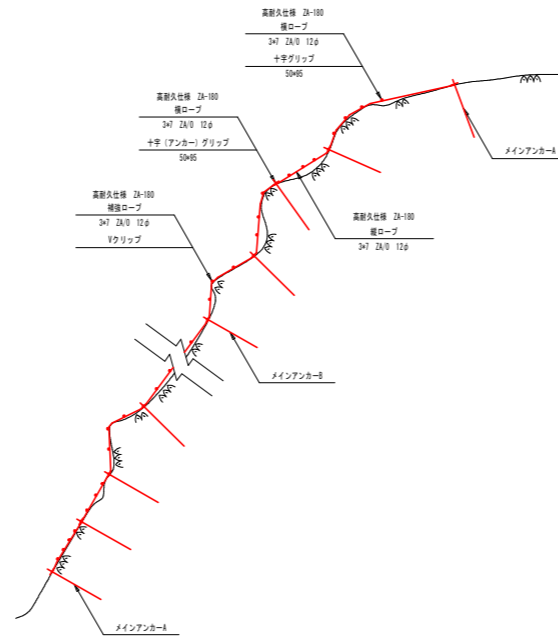 高耐久仕様 ZA-180
横ロープ
3*7 ZA/O 12φ
十字グリップ
50*95
高耐久仕様 ZA-180
横ロープ
3*7 ZA/O 12φ
十字（アンカー）グリップ
50*95
メインアンカーA
高耐久仕様 ZA-180
補強ロープ
3*7 ZA/O 12φ
Vクリップ
高耐久仕様 ZA-180
縦ロープ
3*7 ZA/O 12φ
メインアンカーB
メインアンカーA